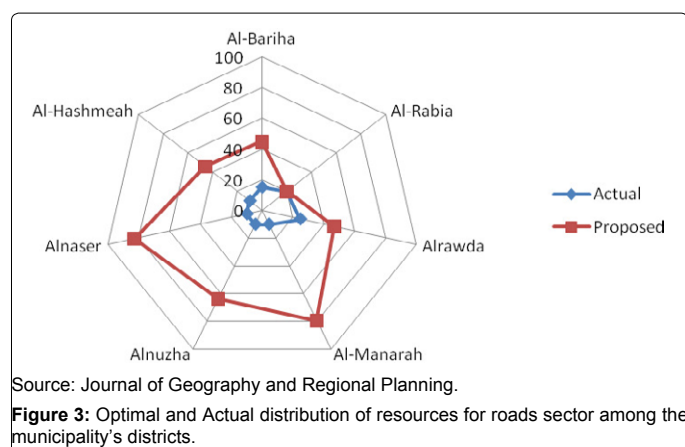 Al-Bariha
100
80
60
40
20
0
Al-Hashmeah
Al-Rabia
Alnaser
Alrawda
Alnuzha
Al-Manarah
Actual
Proposed
Source: Journal of Geography and Regional Planning.
Figure 3: Optimal and Actual distribution of resources for roads sector among the
municipality's districts.